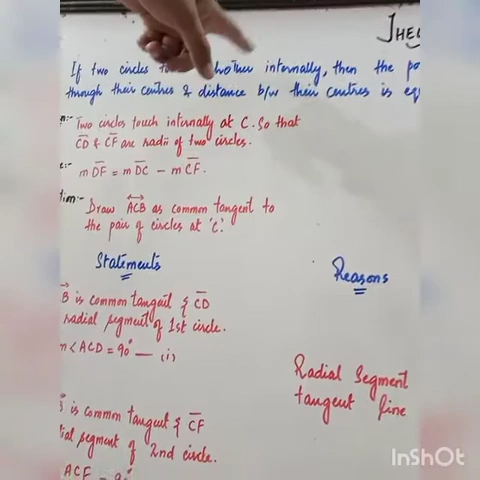 JHE
If two circles internally, then the po
through their centres & distance b/w their centres is eq
Two circles touch internally at C. So that
CD & CF are radii of two circles.
m DF = m DC - m CF.
Draw ACB as common tangent to
the pair of circles at 'C'.
Statements
Reasons
B is common tangent & CD
radial segment of 1st circle.
m<ACD = 90° — (i)
Radial Segment
tangent line
is common tangent & CF
segment of 2nd circle.
ACF
InShOt